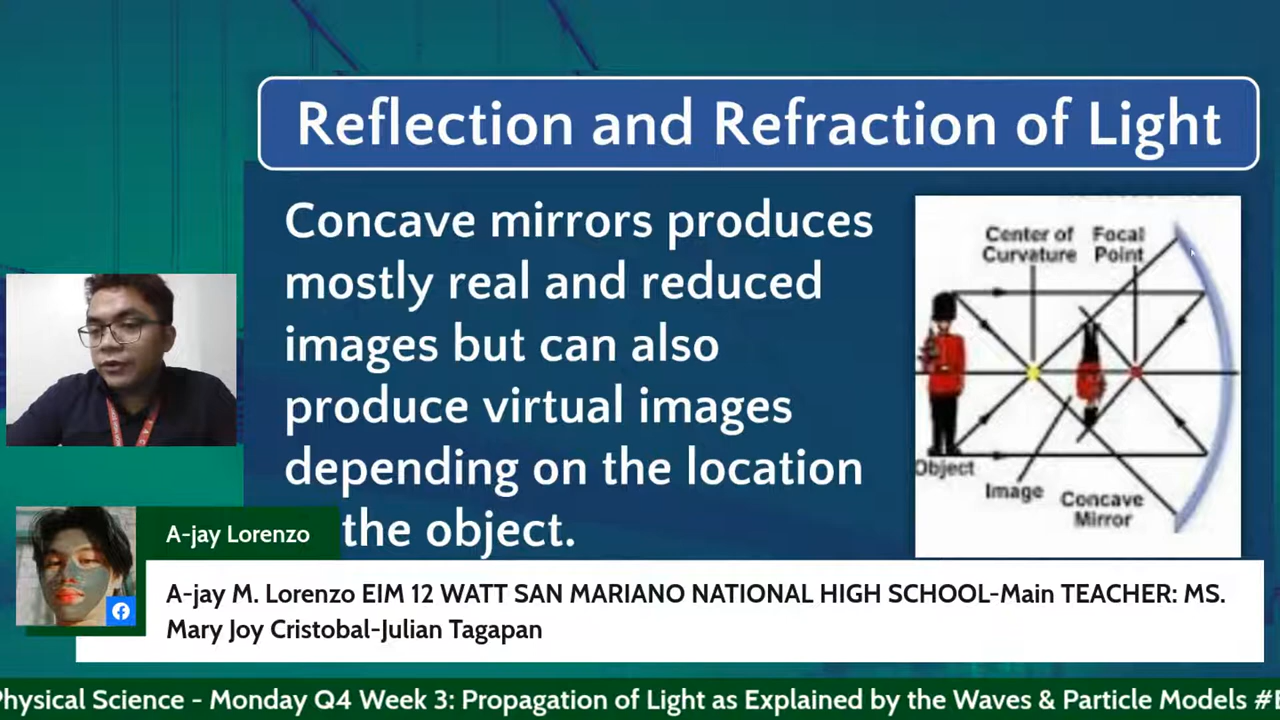 Reflection and Refraction of Light
Concave mirrors produces
mostly real and reduced
images but can also
produce virtual images
depending on the location
the object.
Center of Curvature
Focal Point
Object
Image
Concave Mirror
A-jay Lorenzo
A-jay M. Lorenzo EIM 12 WATT SAN MARIANO NATIONAL HIGH SCHOOL-Main TEACHER: MS.
Mary Joy Cristobal-Julian Tagapan
Physical Science - Monday Q4 Week 3: Propagation of Light as Explained by the Waves & Particle Models #